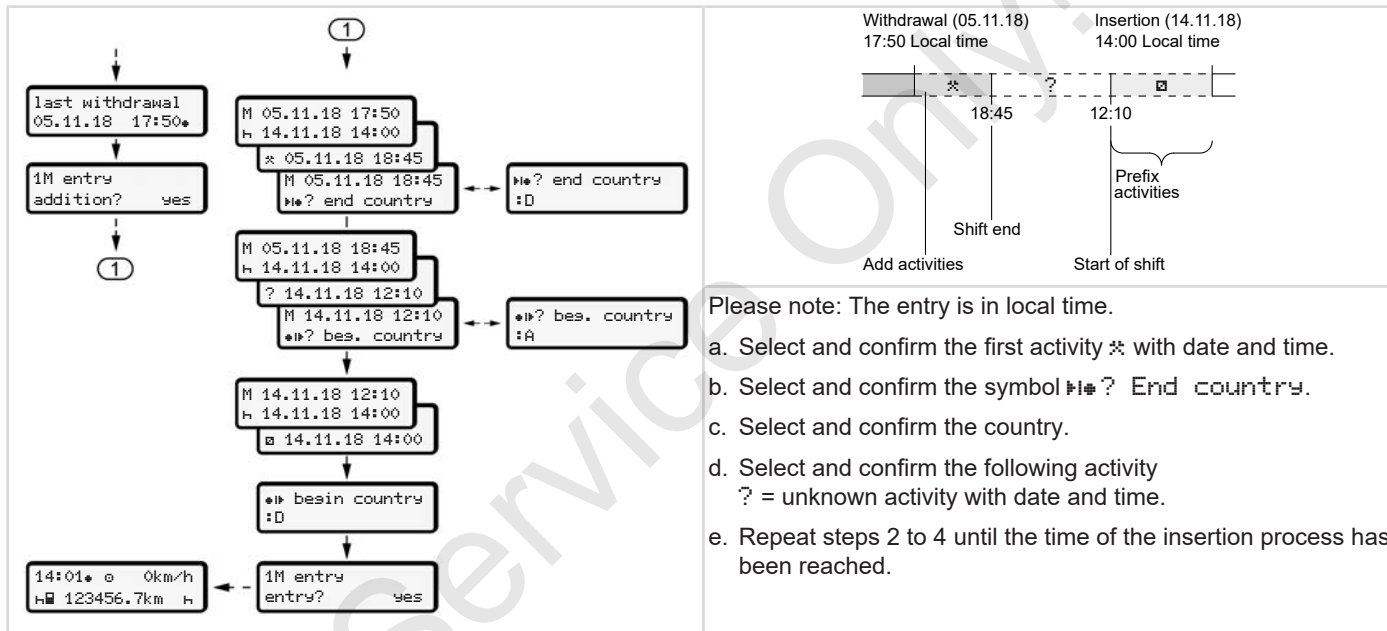 1
last withdrawal
05.11.18 17:50●
1M entry
addition? yes
1
M 05.11.18 17:50
h 14.11.18 14:00
⚒ 05.11.18 18:45
M 05.11.18 18:45
? end country
? end country
:D
M 05.11.18 18:45
h 14.11.18 14:00
? 14.11.18 12:10
M 14.11.18 12:10
? beg. country
? beg. country
:A
M 14.11.18 12:10
h 14.11.18 14:00
14.11.18 14:00
begin country
:D
1M entry
entry? yes
14:01● 0km/h
123456.7km
Withdrawal (05.11.18)
17:50 Local time
Insertion (14.11.18)
14:00 Local time
?
18:45
12:10
Prefix
activities
Shift end
Add activities
Start of shift
Please note: The entry is in local time.
a. Select and confirm the first activity ⚒ with date and time.
b. Select and confirm the symbol ? End country.
c. Select and confirm the country.
d. Select and confirm the following activity
? = unknown activity with date and time.
e. Repeat steps 2 to 4 until the time of the insertion process has
been reached.
Service Only!